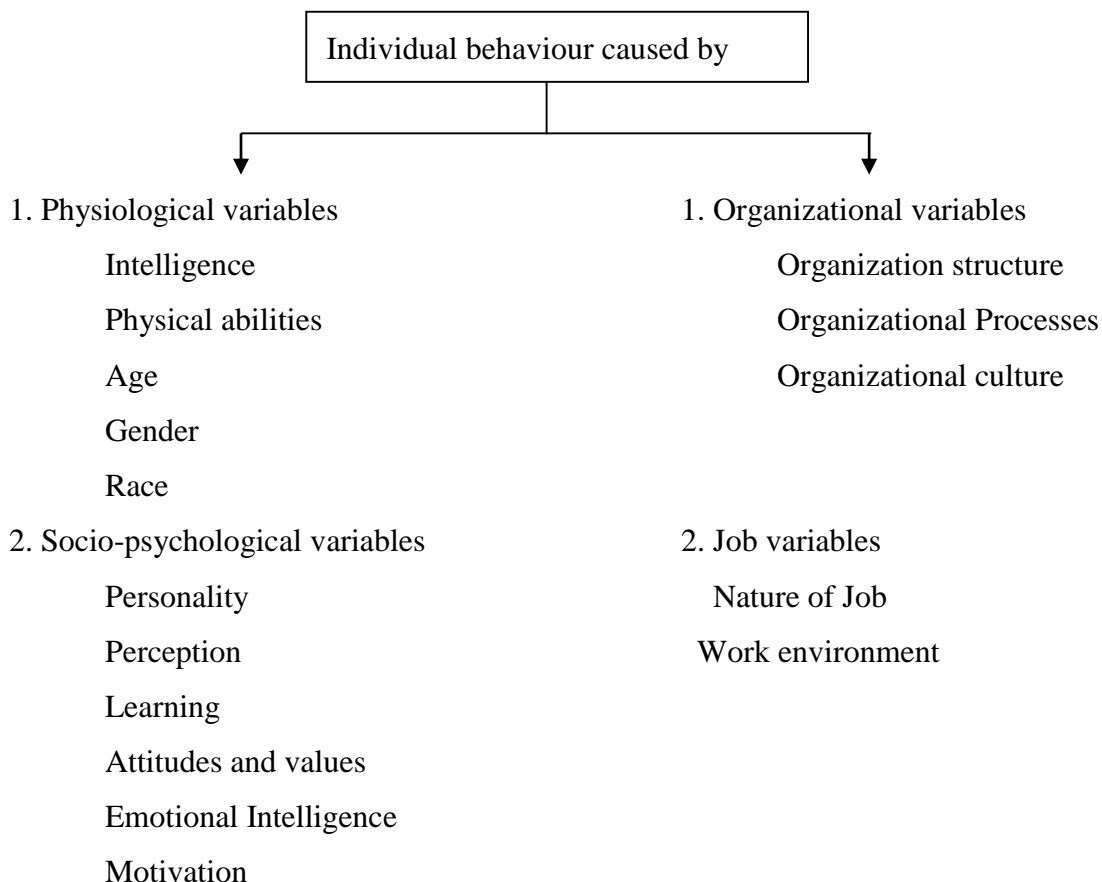 Individual behaviour caused by
1. Physiological variables
Intelligence
Physical abilities
Age
Gender
Race
2. Socio-psychological variables
Personality
Perception
Learning
Attitudes and values
Emotional Intelligence
Motivation
1. Organizational variables
Organization structure
Organizational Processes
Organizational culture
2. Job variables
Nature of Job
Work environment